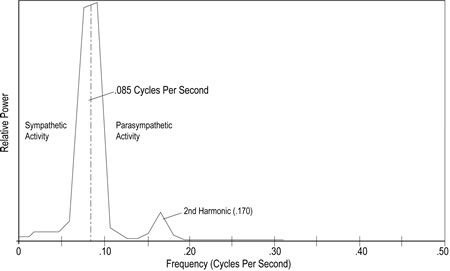 .085 Cycles Per Second
Sympathetic
Activity
Parasympathetic
Activity
Relative Power
2nd Harmonic (.170)
0 .10 .20 .30 .40 .50
Frequency (Cycles Per Second)